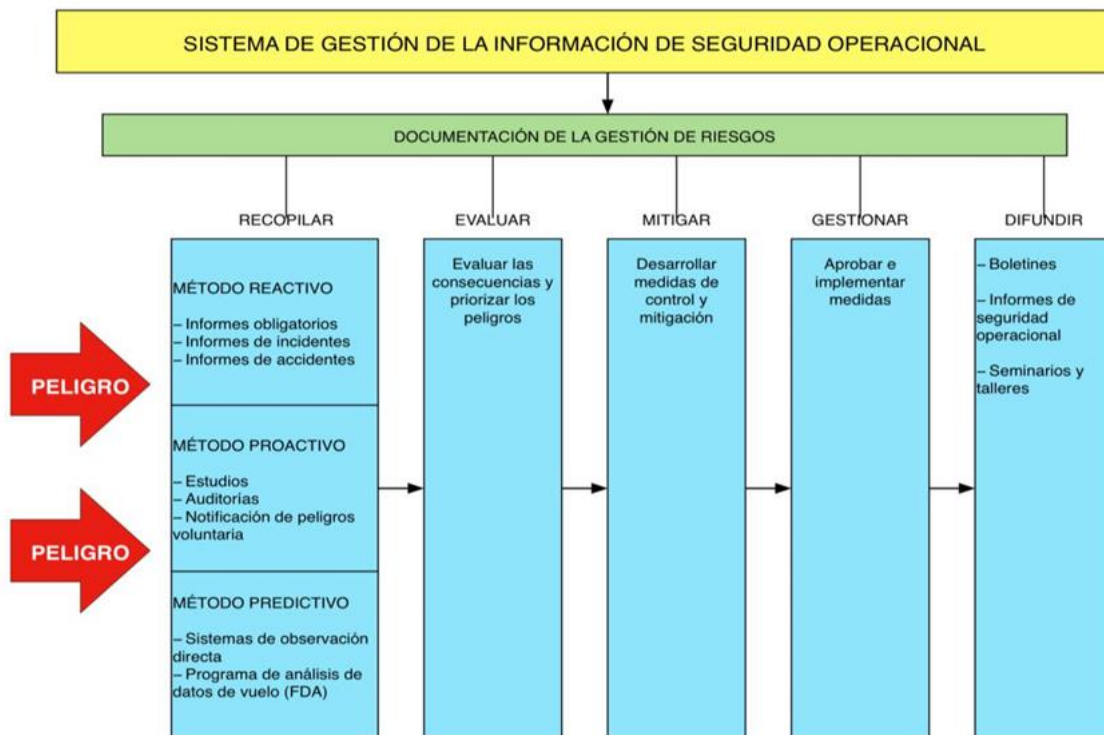 SISTEMA DE GESTIÓN DE LA INFORMACIÓN DE SEGURIDAD OPERACIONAL
DOCUMENTACIÓN DE LA GESTIÓN DE RIESGOS
RECOPILAR
EVALUAR
MITIGAR
GESTIONAR
DIFUNDIR
PELIGRO
PELIGRO
MÉTODO REACTIVO
– Informes obligatorios
– Informes de incidentes
– Informes de accidentes
MÉTODO PROACTIVO
– Estudios
– Auditorías
– Notificación de peligros
voluntaria
MÉTODO PREDICTIVO
– Sistemas de observación
directa
– Programa de análisis de
datos de vuelo (FDA)
Evaluar las
consecuencias y
priorizar los
peligros
Desarrollar
medidas de
control y
mitigación
Aprobar e
implementar
medidas
– Boletines
– Informes de
seguridad
operacional
– Seminarios y
talleres